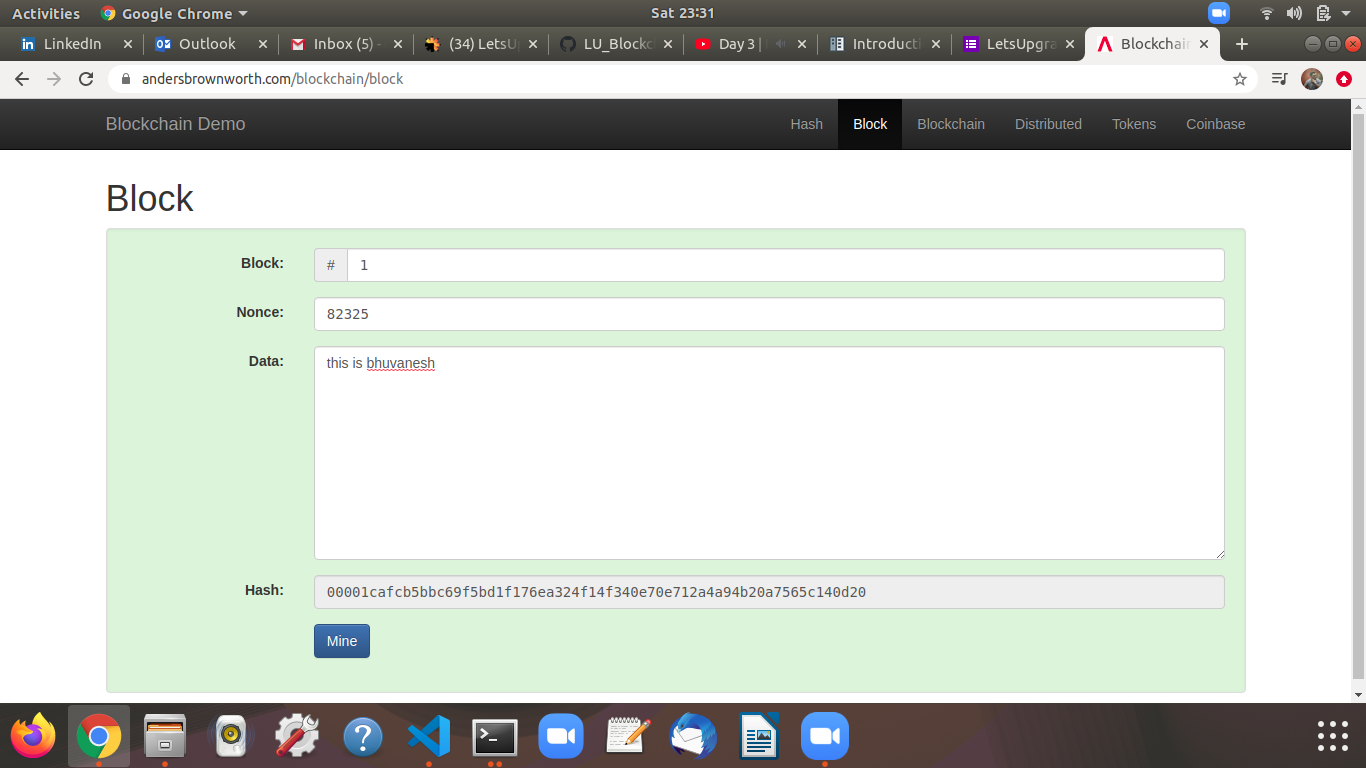 Activities Google Chrome Sat 23:31
LinkedIn Outlook Inbox (5) - (34) LetsU LU_Blockc Day 3 | Introducti LetsUpgra Blockchain
andersbrownworth.com/blockchain/block
Blockchain Demo Hash Block Blockchain Distributed Tokens Coinbase
Block
Block: # 1
Nonce: 82325
Data: this is bhuvanesh
Hash: 00001cafcb5bbc69f5bd1f176ea324f14f340e70e712a4a94b20a7565c140d20
Mine